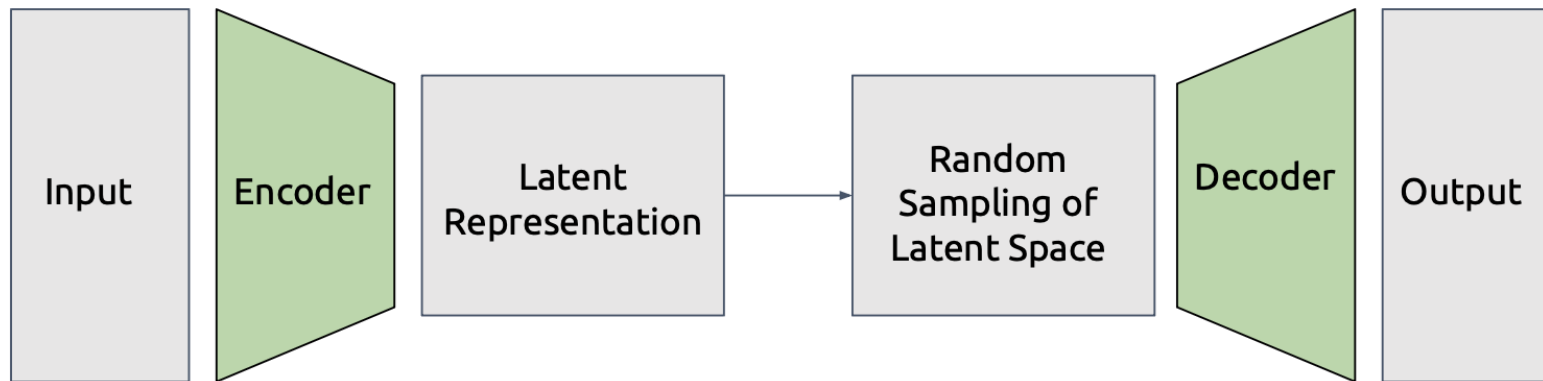 Input
Encoder
Latent
Representation
Random
Sampling of
Latent Space
Decoder
Output